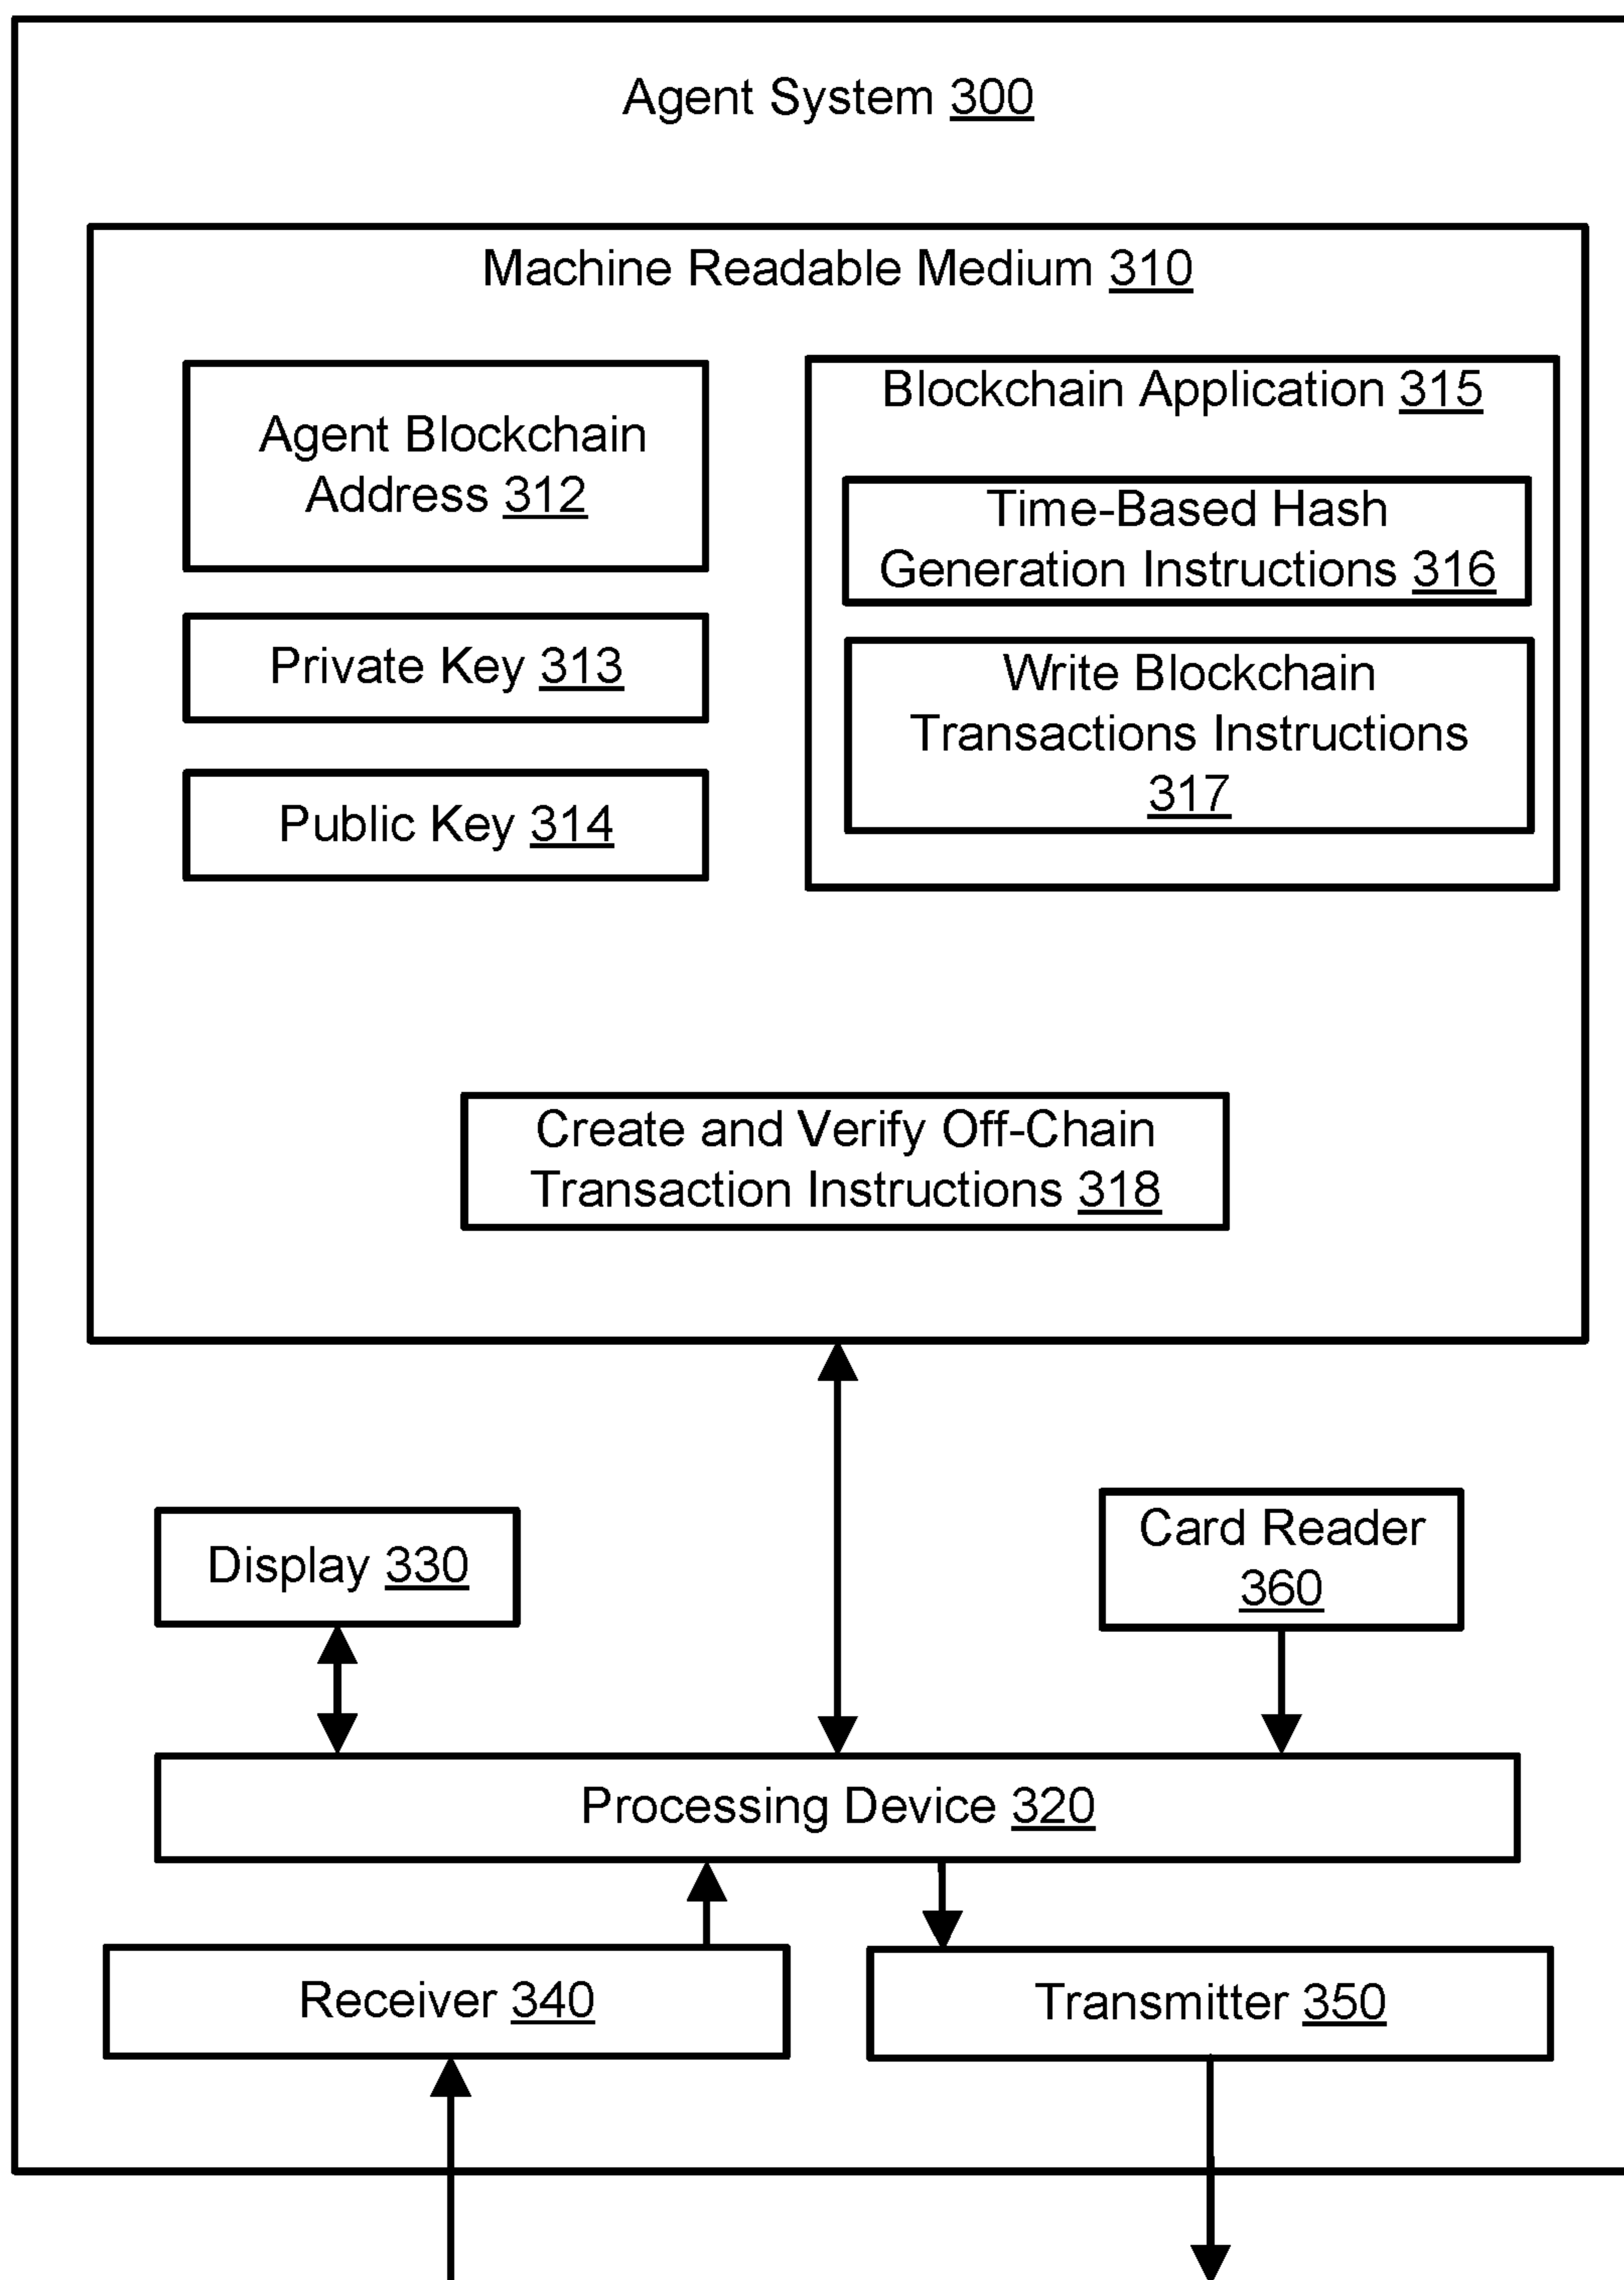 Agent System 300
Machine Readable Medium 310
Agent Blockchain
Address 312
Private Key 313
Public Key 314
Blockchain Application 315
Time-Based Hash
Generation Instructions 316
Write Blockchain
Transactions Instructions
317
Create and Verify Off-Chain
Transaction Instructions 318
Display 330
Card Reader
360
Processing Device 320
Receiver 340
Transmitter 350